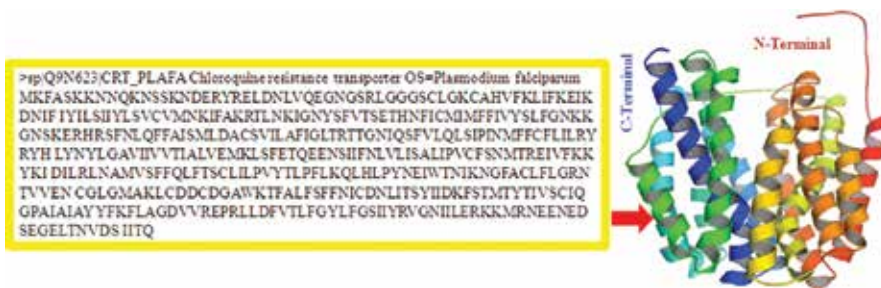 >sp|Q9N623|CRT_PLAFA Chloroquine resistance transporter OS=Plasmodium falciparum
MKFASKKNNQKNSSKNDERYRELDNLVQEGNGSRLGGGSCLGKCAHVFKLIFKEIK
DNIFIYILSIIYLSVCVMNKIFAKRTLNKIGNYSFVTSETHNFICMIMFFIVYSLFGNKK
GNSKERHRSFNLQFFAISMLDACSVILAFIGLTRTTGNIQSFVLQLSIPINMFFCFLILRY
RYHLYNYLGAVIIVVTIALVEMKLSFETQEENSIIFNLVLISALIPVCFSNMTREIVFKK
YKIDILRLNAMVSFFQLFTSCLILPVYTLPFLKQLHLPYNEIWTNIKNGFACLFLGRN
TVVENCGLGMAKLCDDCDGAWKTFALFSFFNICDNLITSYIIDKFSTMTYTIVSCIQ
GPAIAIAYYFKFLAGDVVREPRLLDFVTLFGYLFGSIIYRVGNIILERKKMRNEENED
SEGELTNVDSIITQ
C-Terminal
N-Terminal